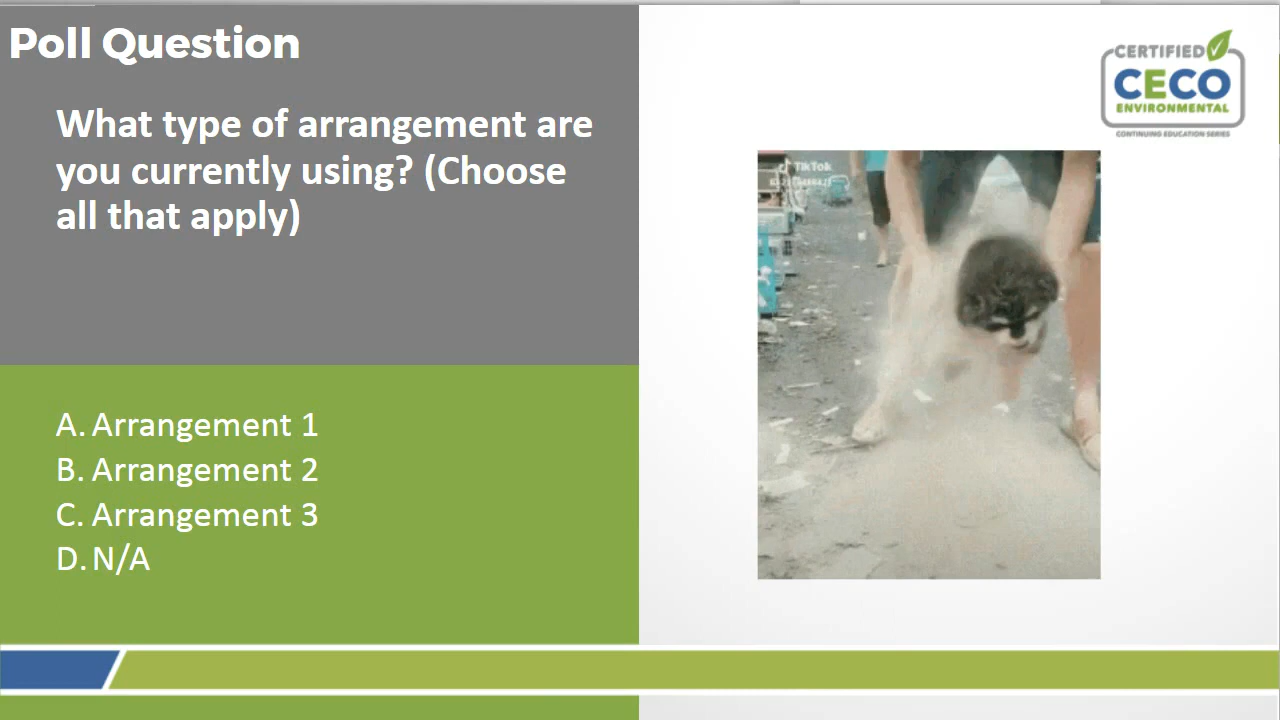 Poll Question
What type of arrangement are
you currently using? (Choose
all that apply)
A. Arrangement 1
B. Arrangement 2
C. Arrangement 3
D. N/A
CERTIFIED
CECO
ENVIRONMENTAL
CONTINUING EDUCATION SERIES
TikTok